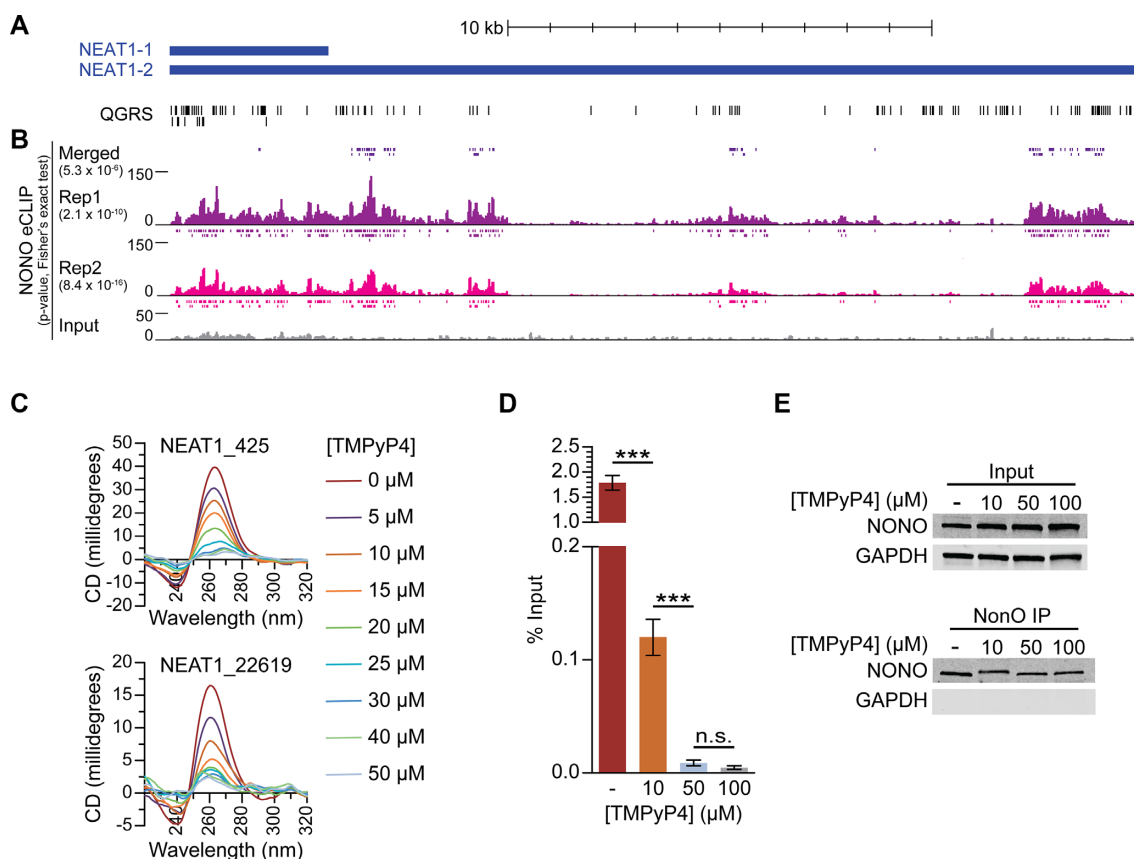 A
10 kb
NEAT1-1
NEAT1-2
QGRS
B
NONO eCLIP
(p-value, Fisher's exact test)
Merged
(5.3 x 10-6)
150
Rep1
(2.1 x 10-10)
0
150
Rep2
(8.4 x 10-16)
0
50
Input
0
C
NEAT1_425
CD (millidegrees)
50
40
30
20
10
0
-10
-20
240
260
280
300
320
Wavelength (nm)
NEAT1_22619
CD (millidegrees)
20
15
10
5
0
-5
240
260
280
300
320
Wavelength (nm)
[TMPyP4]
0 µM
5 µM
10 µM
15 µM
20 µM
25 µM
30 µM
40 µM
50 µM
D
% Input
2.5
2.0
1.5
1.0
0.2
0.1
0.0
***
***
n.s.
- 10 50 100
[TMPyP4] (µM)
E
Input
[TMPyP4] (µM) - 10 50 100
NONO
GAPDH
NonO IP
[TMPyP4] (µM) - 10 50 100
NONO
GAPDH